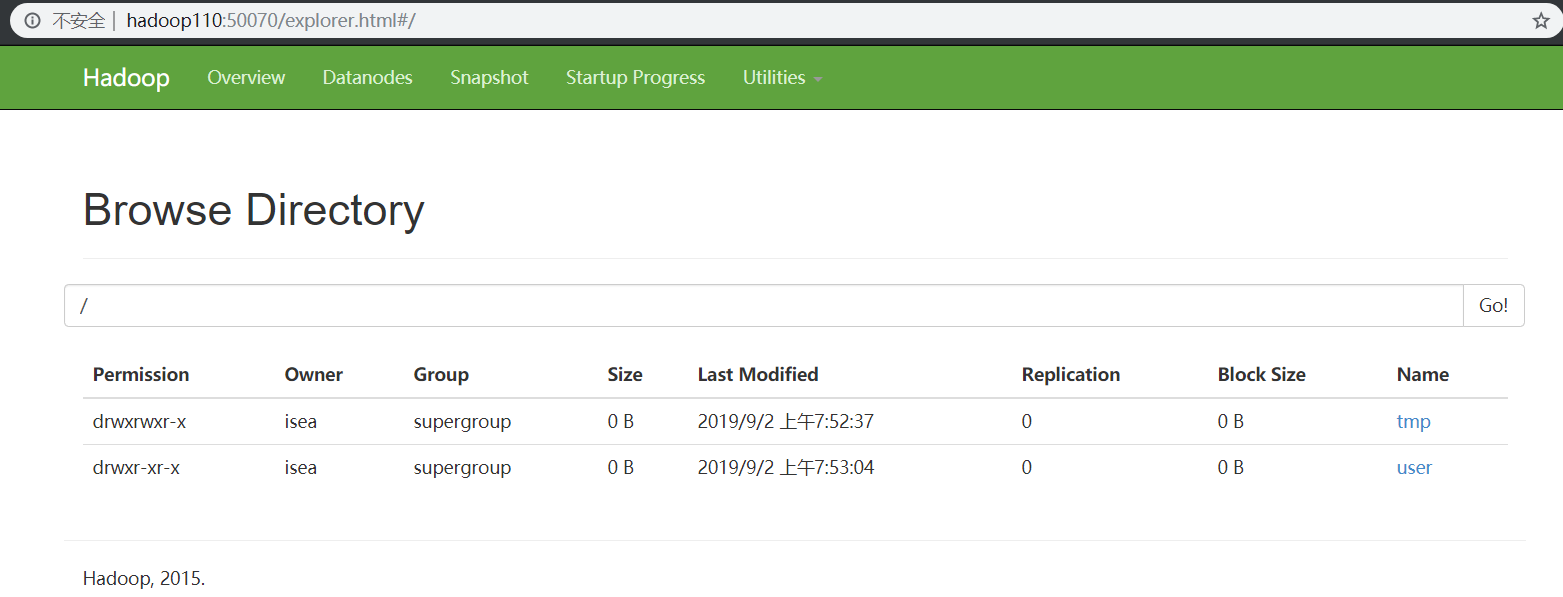 不安全 | hadoop110:50070/explorer.html#/
Hadoop Overview Datanodes Snapshot Startup Progress Utilities
Browse Directory
/ Go!
Permission Owner Group Size Last Modified Replication Block Size Name
drwxrwxr-x isea supergroup 0 B 2019/9/2 上午7:52:37 0 0 B tmp
drwxr-xr-x isea supergroup 0 B 2019/9/2 上午7:53:04 0 0 B user
Hadoop, 2015.